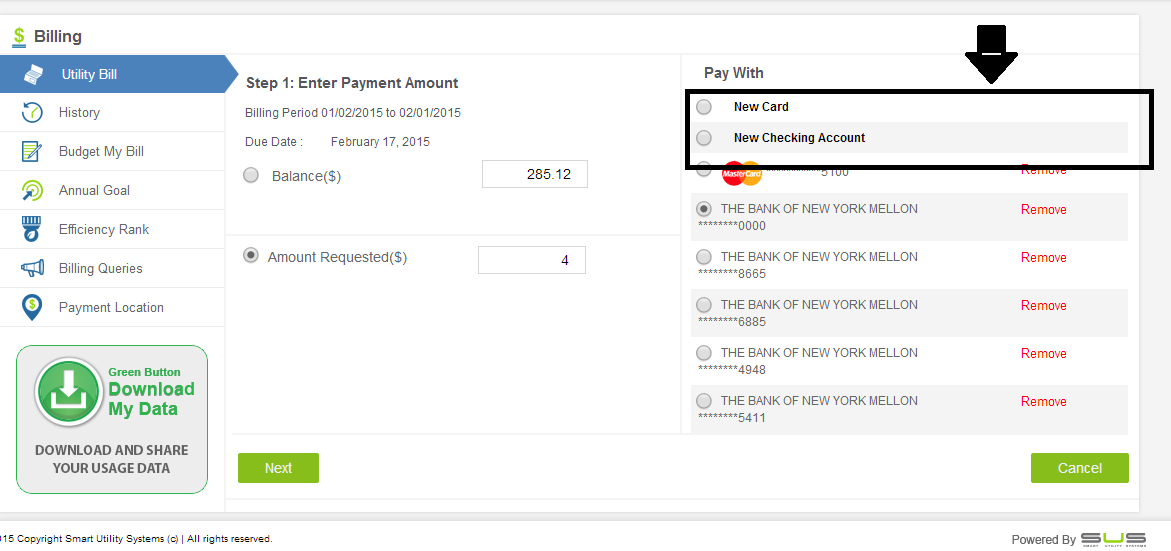 Billing
Utility Bill
History
Budget My Bill
Annual Goal
Efficiency Rank
Billing Queries
Payment Location
Green Button
Download
My Data
DOWNLOAD AND SHARE
YOUR USAGE DATA
Step 1: Enter Payment Amount
Billing Period 01/02/2015 to 02/01/2015
Due Date : February 17, 2015
Balance($) 285.12
Amount Requested($) 4
Pay With
New Card
New Checking Account
MasterCard ************5100 Remove
THE BANK OF NEW YORK MELLON Remove
********0000
THE BANK OF NEW YORK MELLON Remove
********8665
THE BANK OF NEW YORK MELLON Remove
********6885
THE BANK OF NEW YORK MELLON Remove
********4948
THE BANK OF NEW YORK MELLON Remove
********5411
Next
Cancel
15 Copyright Smart Utility Systems (c) | All rights reserved.
Powered By SUS
SMART UTILITY SYSTEMS